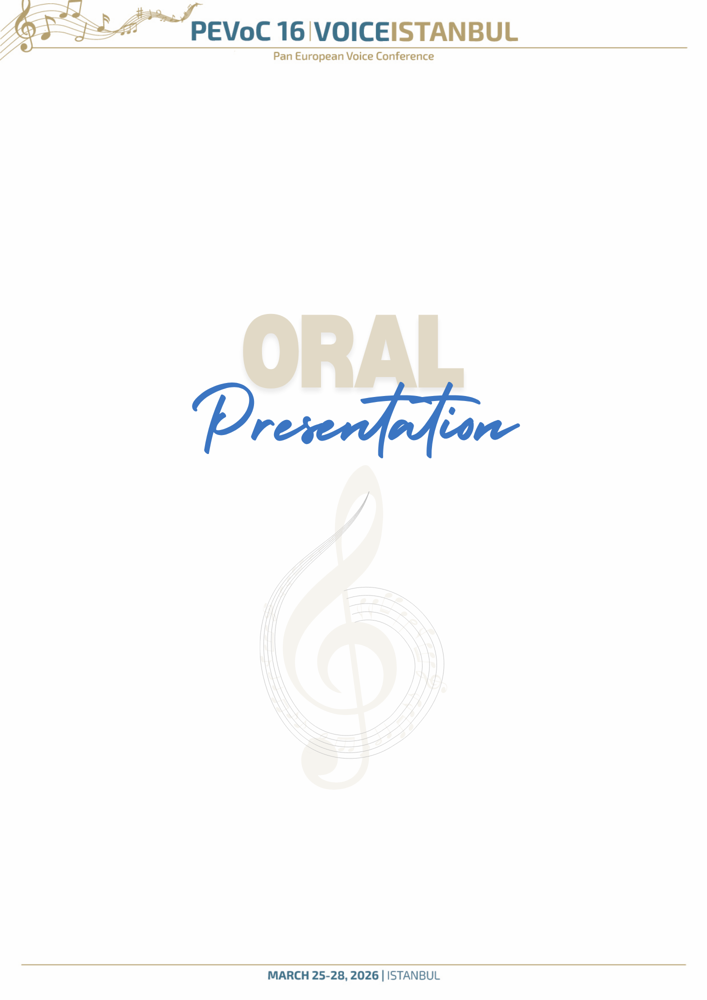 PEVoC 16 | VOICEISTANBUL
Pan European Voice Conference
ORAL
Presentation
MARCH 25-28, 2026 | ISTANBUL